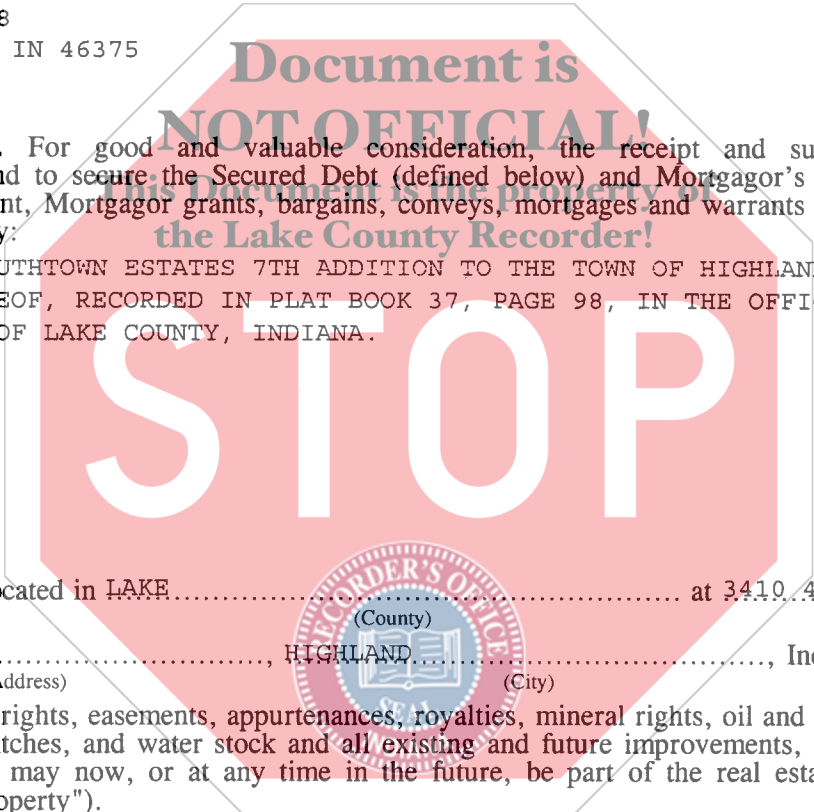 8
IN 46375
Document is
NOT OFFICIAL!
. For good and valuable consideration, the receipt and su
nd to secure the Secured Debt (defined below) and Mortgagor's
This Document is the property of
nt, Mortgagor grants, bargains, conveys, mortgages and warrants
the Lake County Recorder!
y:
UTHTOWN ESTATES 7TH ADDITION TO THE TOWN OF HIGHLAN
EOF, RECORDED IN PLAT BOOK 37, PAGE 98, IN THE OFFI
OF LAKE COUNTY, INDIANA.
STOP
RECORDER'S OFFICE
SEAL
cated in LAKE at 3410 4
(County)
, HIGHLAND , In
ddress) (City)
rights, easements, appurtenances, royalties, mineral rights, oil and
tches, and water stock and all existing and future improvements,
may now, or at any time in the future, be part of the real esta
operty").